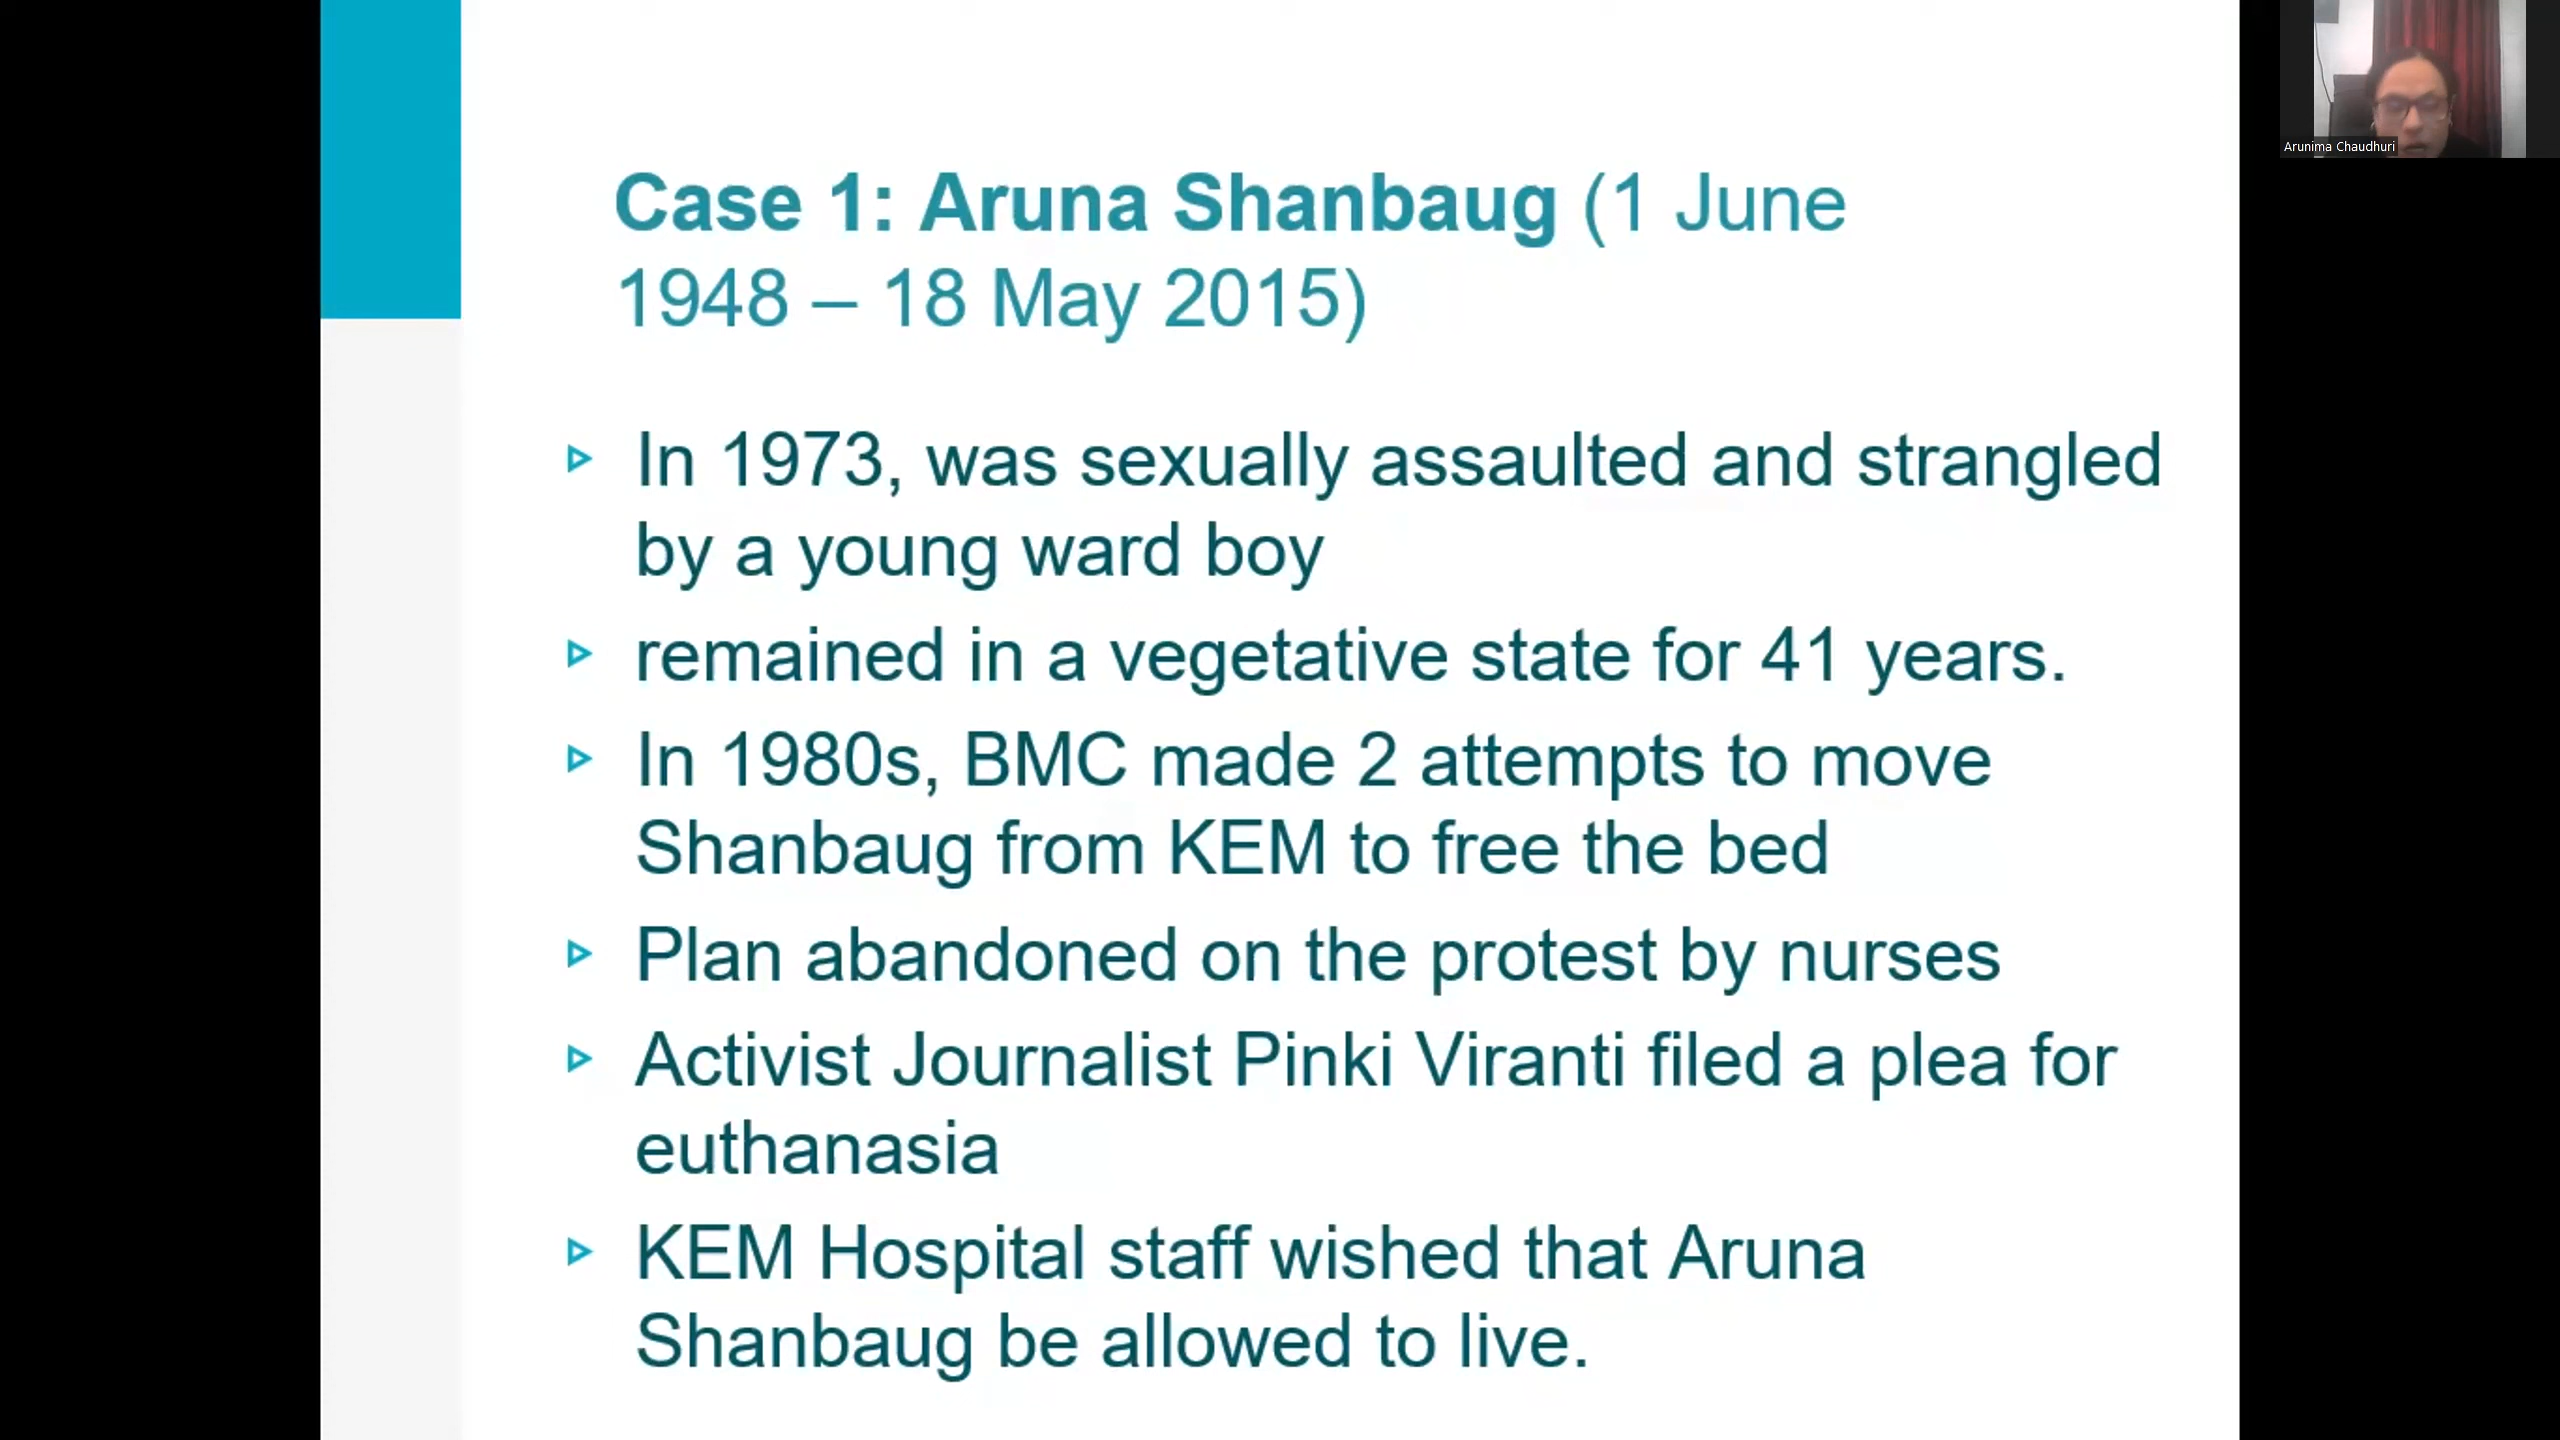 Case 1: Aruna Shanbaug (1 June
1948 – 18 May 2015)
In 1973, was sexually assaulted and strangled
by a young ward boy
remained in a vegetative state for 41 years.
In 1980s, BMC made 2 attempts to move
Shanbaug from KEM to free the bed
Plan abandoned on the protest by nurses
Activist Journalist Pinki Viranti filed a plea for
euthanasia
KEM Hospital staff wished that Aruna
Shanbaug be allowed to live.
Arunima Chaudhuri